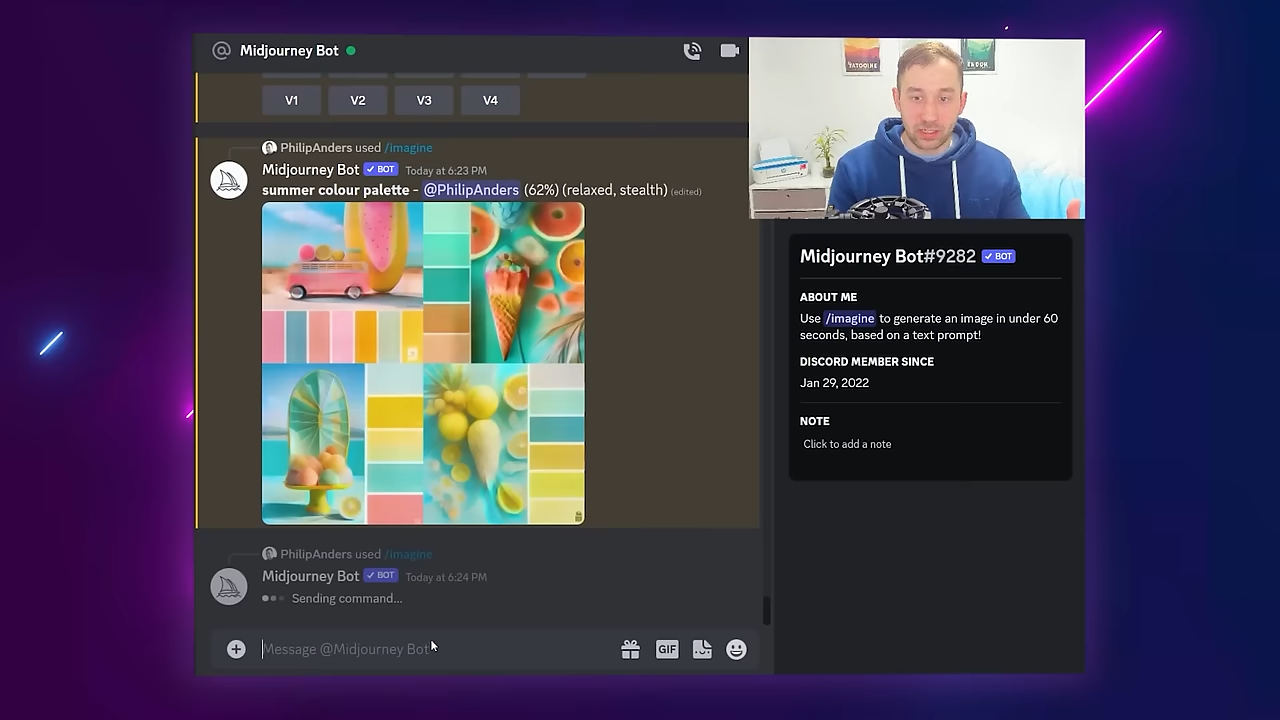 Midjourney Bot
V1 V2 V3 V4
PhilipAnders used /imagine
Midjourney Bot BOT Today at 6:23 PM
summer colour palette - @PhilipAnders (62%) (relaxed, stealth) (edited)
PhilipAnders used /imagine
Midjourney Bot BOT Today at 6:24 PM
Sending command...
Message @Midjourney Bot
GIF
TATOOINE
ENDOR
Midjourney Bot#9282 BOT
ABOUT ME
Use /imagine to generate an image in under 60
seconds, based on a text prompt!
DISCORD MEMBER SINCE
Jan 29, 2022
NOTE
Click to add a note